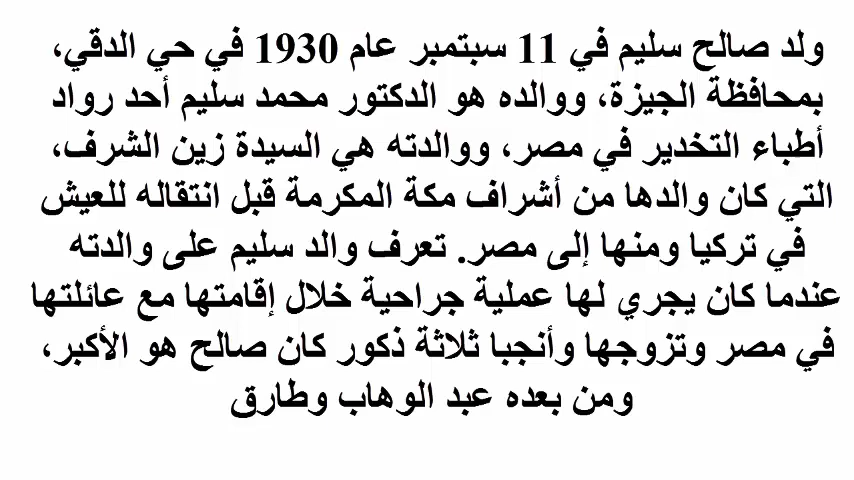 ولد صالح سليم في 11 سبتمبر عام 1930 في حي الدقي،
بمحافظة الجيزة، ووالده هو الدكتور محمد سليم أحد رواد
أطباء التخدير في مصر، ووالدته هي السيدة زين الشرف،
التي كان والدها من أشراف مكة المكرمة قبل انتقاله للعيش
في تركيا ومنها إلى مصر. تعرف والد سليم على والدته
عندما كان يجري لها عملية جراحية خلال إقامتها مع عائلتها
في مصر وتزوجها وأنجبا ثلاثة ذكور كان صالح هو الأكبر،
ومن بعده عبد الوهاب وطارق